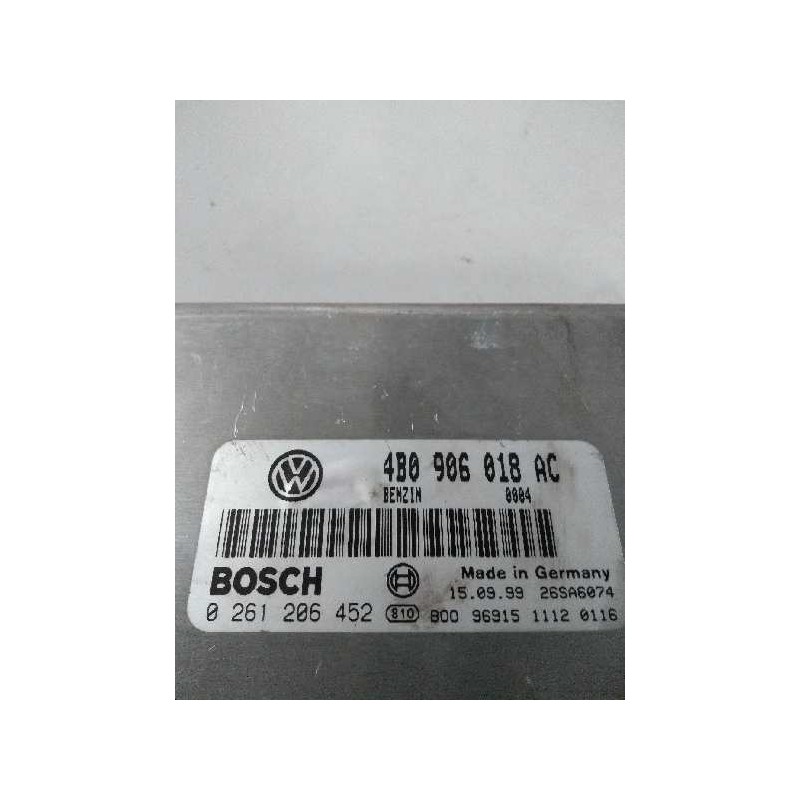 4B0 906 018 AC
BENZIN 0004
BOSCH
Made in Germany
15.09.99 26SA6074
0 261 206 452 810 800 96915 1112 0116